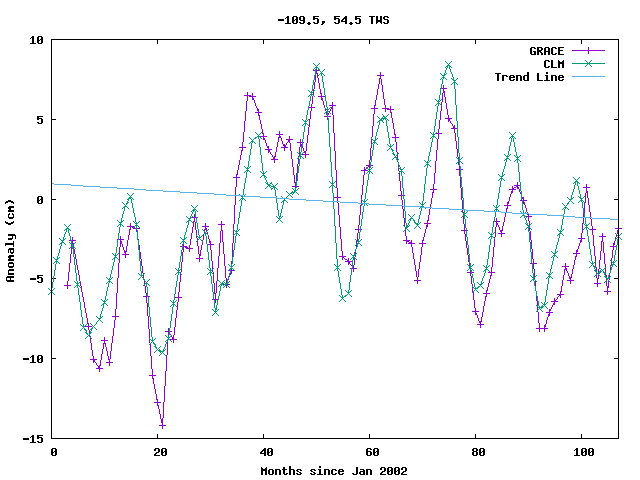 -109.5, 54.5 TWS
GRACE
CLM
Trend Line
10
5
0
-5
-10
-15
Anomaly (cm)
0 20 40 60 80 100
Months since Jan 2002